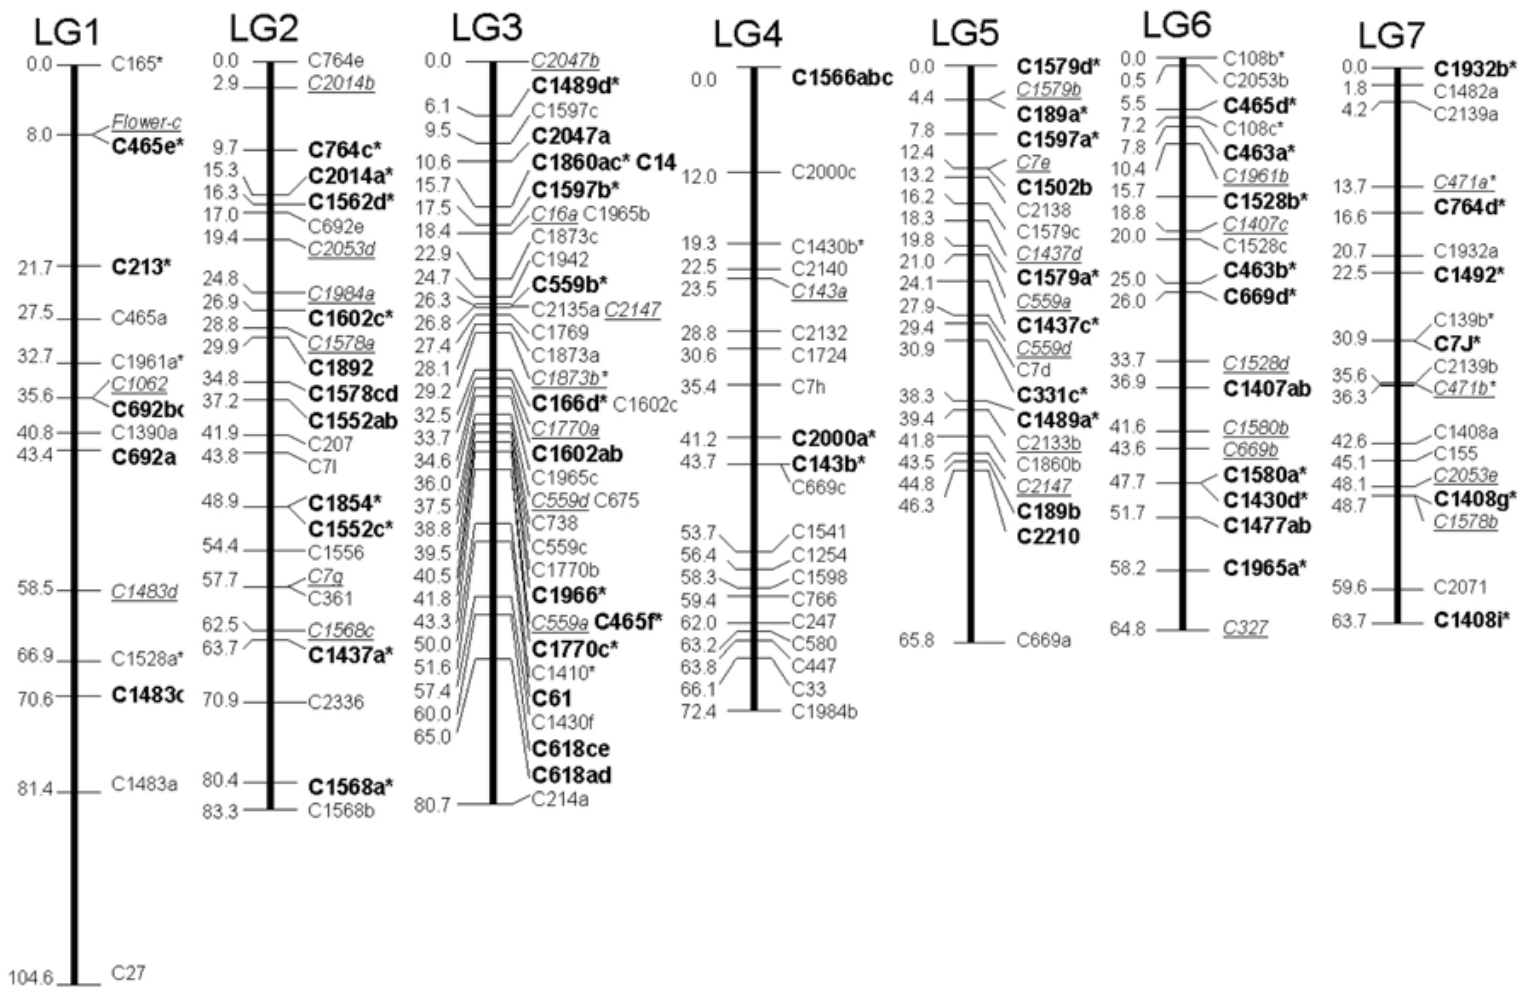 LG1
0.0 C165*
Flower-c
8.0 C465e*
21.7 C213*
27.5 C465a
32.7 C1961a*
C1062
35.6 C692bc
40.8 C1390a
43.4 C692a
58.5 C1483d
66.9 C1528a*
70.6 C1483c
81.4 C1483a
104.6 C27
LG2
0.0 C764e
2.9 C2014b
9.7 C764c*
15.3 C2014a*
16.3 C1562d*
17.0 C692e
19.4 C2053d
24.8 C1984a
26.9 C1602c*
28.8 C1578a
29.9 C1892
34.8 C1578cd
37.2 C1552ab
41.9 C207
43.8 C7l
48.9 C1854*
C1552c*
54.4 C1556
57.7 C7g
C361
62.5 C1568c
63.7 C1437a*
70.9 C2336
80.4 C1568a*
83.3 C1568b
LG3
0.0 C2047b
C1489d*
6.1 C1597c
9.5 C2047a
10.6 C1860ac* C14
15.7 C1597b*
17.5 C16a C1965b
18.4 C1873c
22.9 C1942
24.7 C559b*
26.3 C2135a C2147
26.8 C1769
27.4 C1873a
28.1 C1873b*
29.2 C166d* C1602c
32.5 C1770a
33.7 C1602ab
34.6 C1965c
36.0 C559d C675
37.5 C738
38.8 C559c
39.5 C1770b
40.5 C1966*
41.8 C559a C465f*
43.3 C1770c*
50.0 C1410*
51.6 C61
57.4 C1430f
60.0 C618ce
65.0 C618ad
80.7 C214a
LG4
0.0 C1566abc
12.0 C2000c
19.3 C1430b*
22.5 C2140
23.5 C143a
28.8 C2132
30.6 C1724
35.4 C7h
41.2 C2000a*
43.7 C143b*
C669c
53.7 C1541
56.4 C1254
58.3 C1598
59.4 C766
62.0 C247
63.2 C580
63.8 C447
66.1 C33
72.4 C1984b
LG5
0.0 C1579d*
4.4 C1579b
C189a*
7.8 C1597a*
12.4 C7e
13.2 C1502b
16.2 C2138
18.3 C1579c
19.8 C1437d
21.0 C1579a*
24.1 C559a
27.9 C1437c*
29.4 C559d
30.9 C7d
38.3 C331c*
39.4 C1489a*
41.8 C2133b
43.5 C1860b
44.8 C2147
46.3 C189b
C2210
65.8 C669a
LG6
0.0 C108b*
0.5 C2053b
5.5 C465d*
7.2 C108c*
7.8 C463a*
10.4 C1961b
15.7 C1528b*
18.8 C1407c
20.0 C1528c
25.0 C463b*
26.0 C669d*
33.7 C1528d
36.9 C1407ab
41.6 C1580b
43.6 C669b
47.7 C1580a*
C1430d*
51.7 C1477ab
58.2 C1965a*
64.8 C327
LG7
0.0 C1932b*
1.8 C1482a
4.2 C2139a
13.7 C471a*
16.6 C764d*
20.7 C1932a
22.5 C1492*
C139b*
30.9 C7J*
35.6 C2139b
36.3 C471b*
42.6 C1408a
45.1 C155
48.1 C2053e
48.7 C1408g*
C1578b
59.6 C2071
63.7 C1408i*